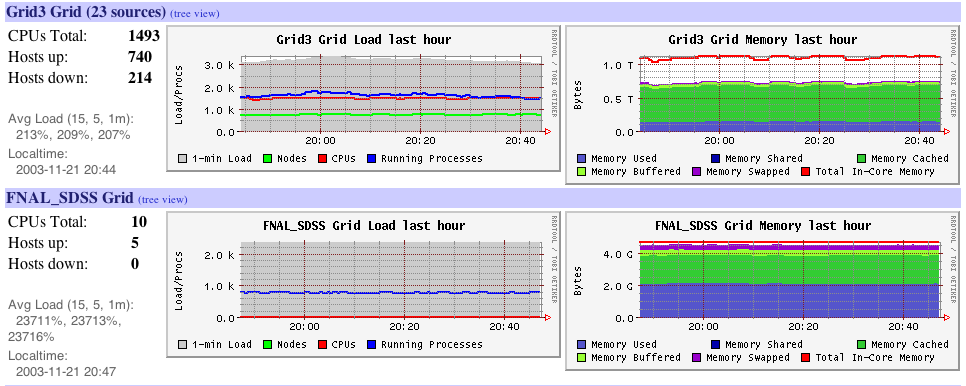 Grid3 Grid (23 sources) (tree view)
CPUs Total: 1493
Hosts up: 740
Hosts down: 214
Avg Load (15, 5, 1m):
213%, 209%, 207%
Localtime:
2003-11-21 20:44
Grid3 Grid Load last hour
Load/Procs
3.0 k
2.0 k
1.0 k
0.0
20:00 20:20 20:40
1-min Load Nodes CPUs Running Processes
RRDTOOL / TOBI OETIKER
Grid3 Grid Memory last hour
Bytes
1.0 T
0.5 T
0.0
20:00 20:20 20:40
Memory Used Memory Shared Memory Cached
Memory Buffered Memory Swapped Total In-Core Memory
RRDTOOL / TOBI OETIKER
FNAL_SDSS Grid (tree view)
CPUs Total: 10
Hosts up: 5
Hosts down: 0
Avg Load (15, 5, 1m):
23711%, 23713%,
23716%
Localtime:
2003-11-21 20:47
FNAL_SDSS Grid Load last hour
Load/Procs
2.0 k
1.0 k
0.0
20:00 20:20 20:40
1-min Load Nodes CPUs Running Processes
RRDTOOL / TOBI OETIKER
FNAL_SDSS Grid Memory last hour
Bytes
4.0 G
2.0 G
0.0
20:00 20:20 20:40
Memory Used Memory Shared Memory Cached
Memory Buffered Memory Swapped Total In-Core Memory
RRDTOOL / TOBI OETIKER